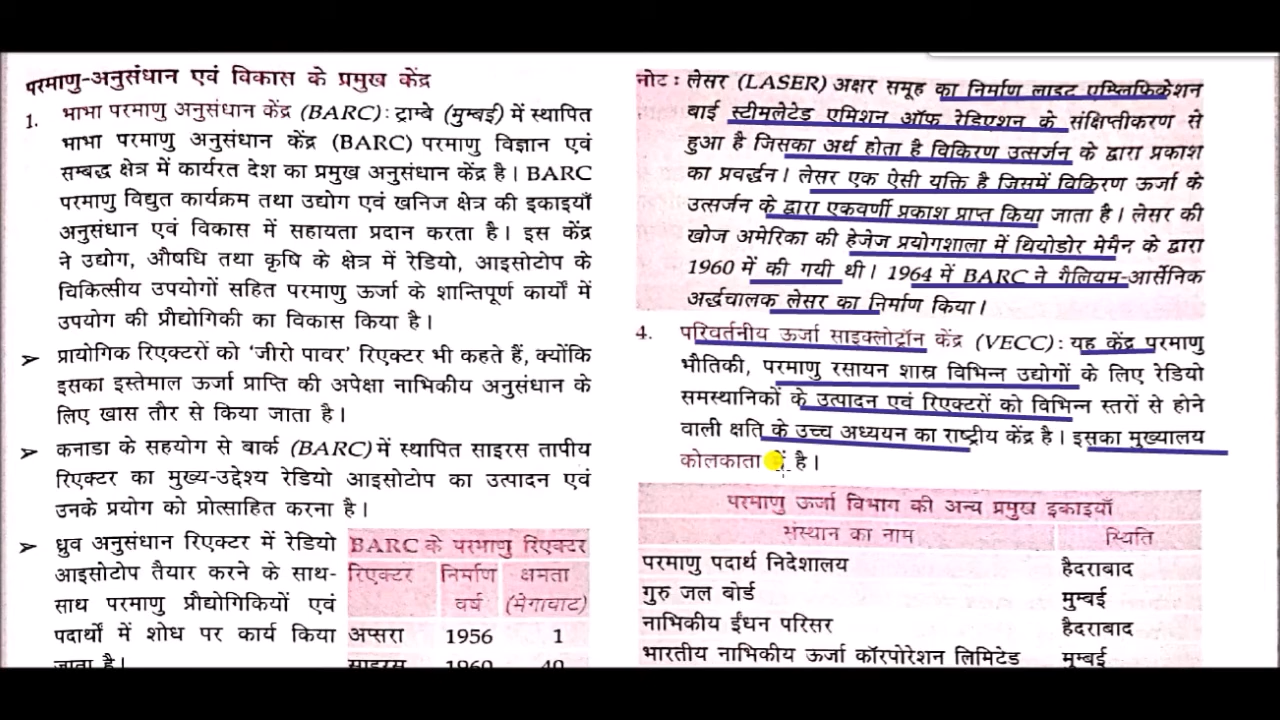 परमाणु-अनुसंधान एवं विकास के प्रमुख केंद्र
1. भाभा परमाणु अनुसंधान केंद्र (BARC): ट्राम्बे (मुम्बई) में स्थापित
भाभा परमाणु अनुसंधान केंद्र (BARC) परमाणु विज्ञान एवं
सम्बद्ध क्षेत्र में कार्यरत देश का प्रमुख अनुसंधान केंद्र है। BARC
परमाणु विद्युत कार्यक्रम तथा उद्योग एवं खनिज क्षेत्र की इकाइयाँ
अनुसंधान एवं विकास में सहायता प्रदान करता है। इस केंद्र
ने उद्योग, औषधि तथा कृषि के क्षेत्र में रेडियो, आइसोटोप के
चिकित्सीय उपयोगों सहित परमाणु ऊर्जा के शान्तिपूर्ण कार्यों में
उपयोग की प्रौद्योगिकी का विकास किया है।
➢ प्रायोगिक रिएक्टरों को 'जीरो पावर' रिएक्टर भी कहते हैं, क्योंकि
इसका इस्तेमाल ऊर्जा प्राप्ति की अपेक्षा नाभिकीय अनुसंधान के
लिए खास तौर से किया जाता है।
➢ कनाडा के सहयोग से बार्क (BARC) में स्थापित साइरस तापीय
रिएक्टर का मुख्य-उद्देश्य रेडियो आइसोटोप का उत्पादन एवं
उनके प्रयोग को प्रोत्साहित करना है।
➢ ध्रुव अनुसंधान रिएक्टर में रेडियो
आइसोटोप तैयार करने के साथ-
साथ परमाणु प्रौद्योगिकियों एवं
पदार्थों में शोध पर कार्य किया
जाता है।
BARC के परमाणु रिएक्टर
रिएक्टर निर्माण क्षमता
वर्ष (मेगावाट)
अप्सरा 1956 1
साइरस 1960 40
नोट : लेसर (LASER) अक्षर समूह का निर्माण लाइट एम्प्लिफिकेशन
बाई स्टीमलेटेड एमिशन ऑफ रेडिएशन के संक्षिप्तीकरण से
हुआ है जिसका अर्थ होता है विकिरण उत्सर्जन के द्वारा प्रकाश
का प्रवर्द्धन। लेसर एक ऐसी युक्ति है जिसमें विकिरण ऊर्जा के
उत्सर्जन के द्वारा एकवर्णी प्रकाश प्राप्त किया जाता है। लेसर की
खोज अमेरिका की हेजेज प्रयोगशाला में थियोडोर मेमैन के द्वारा
1960 में की गयी थी। 1964 में BARC ने गैलियम-आर्सेनिक
अर्द्धचालक लेसर का निर्माण किया।
4. परिवर्तनीय ऊर्जा साइक्लोट्रॉन केंद्र (VECC): यह केंद्र परमाणु
भौतिकी, परमाणु रसायन शास्र विभिन्न उद्योगों के लिए रेडियो
समस्थानिकों के उत्पादन एवं रिएक्टरों को विभिन्न स्तरों से होने
वाली क्षति के उच्च अध्ययन का राष्ट्रीय केंद्र है। इसका मुख्यालय
कोलकाता में है।
परमाणु ऊर्जा विभाग की अन्य प्रमुख इकाइयाँ
संस्थान का नाम स्थिति
परमाणु पदार्थ निदेशालय हैदराबाद
गुरु जल बोर्ड मुम्बई
नाभिकीय ईंधन परिसर हैदराबाद
भारतीय नाभिकीय ऊर्जा कॉरपोरेशन लिमिटेड मुम्बई